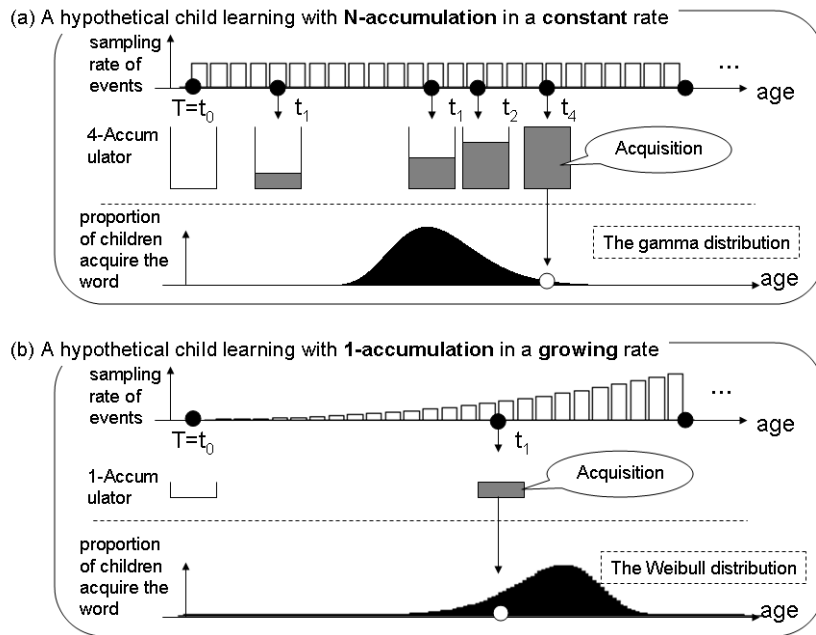 (a) A hypothetical child learning with N-accumulation in a constant rate
sampling
rate of
events
...
age
T=t0
t1
t1
t2
t4
4-Accum
ulator
Acquisition
proportion
of children
acquire the
word
The gamma distribution
age
(b) A hypothetical child learning with 1-accumulation in a growing rate
sampling
rate of
events
...
age
T=t0
t1
1-Accum
ulator
Acquisition
proportion
of children
acquire the
word
The Weibull distribution
age